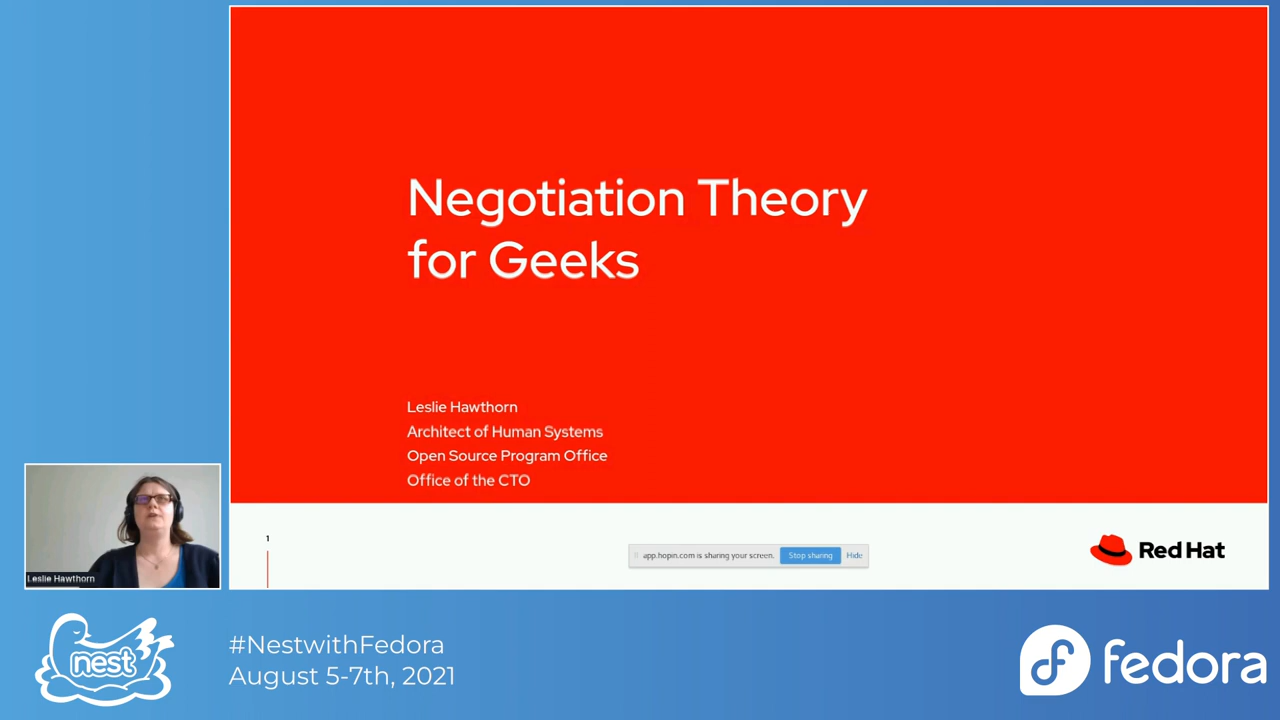 Negotiation Theory
for Geeks
Leslie Hawthorn
Architect of Human Systems
Open Source Program Office
Office of the CTO
1
app.hopin.com is sharing your screen. Stop sharing Hide
Red Hat
Leslie Hawthorn
nest
#NestwithFedora
August 5-7th, 2021
fedora